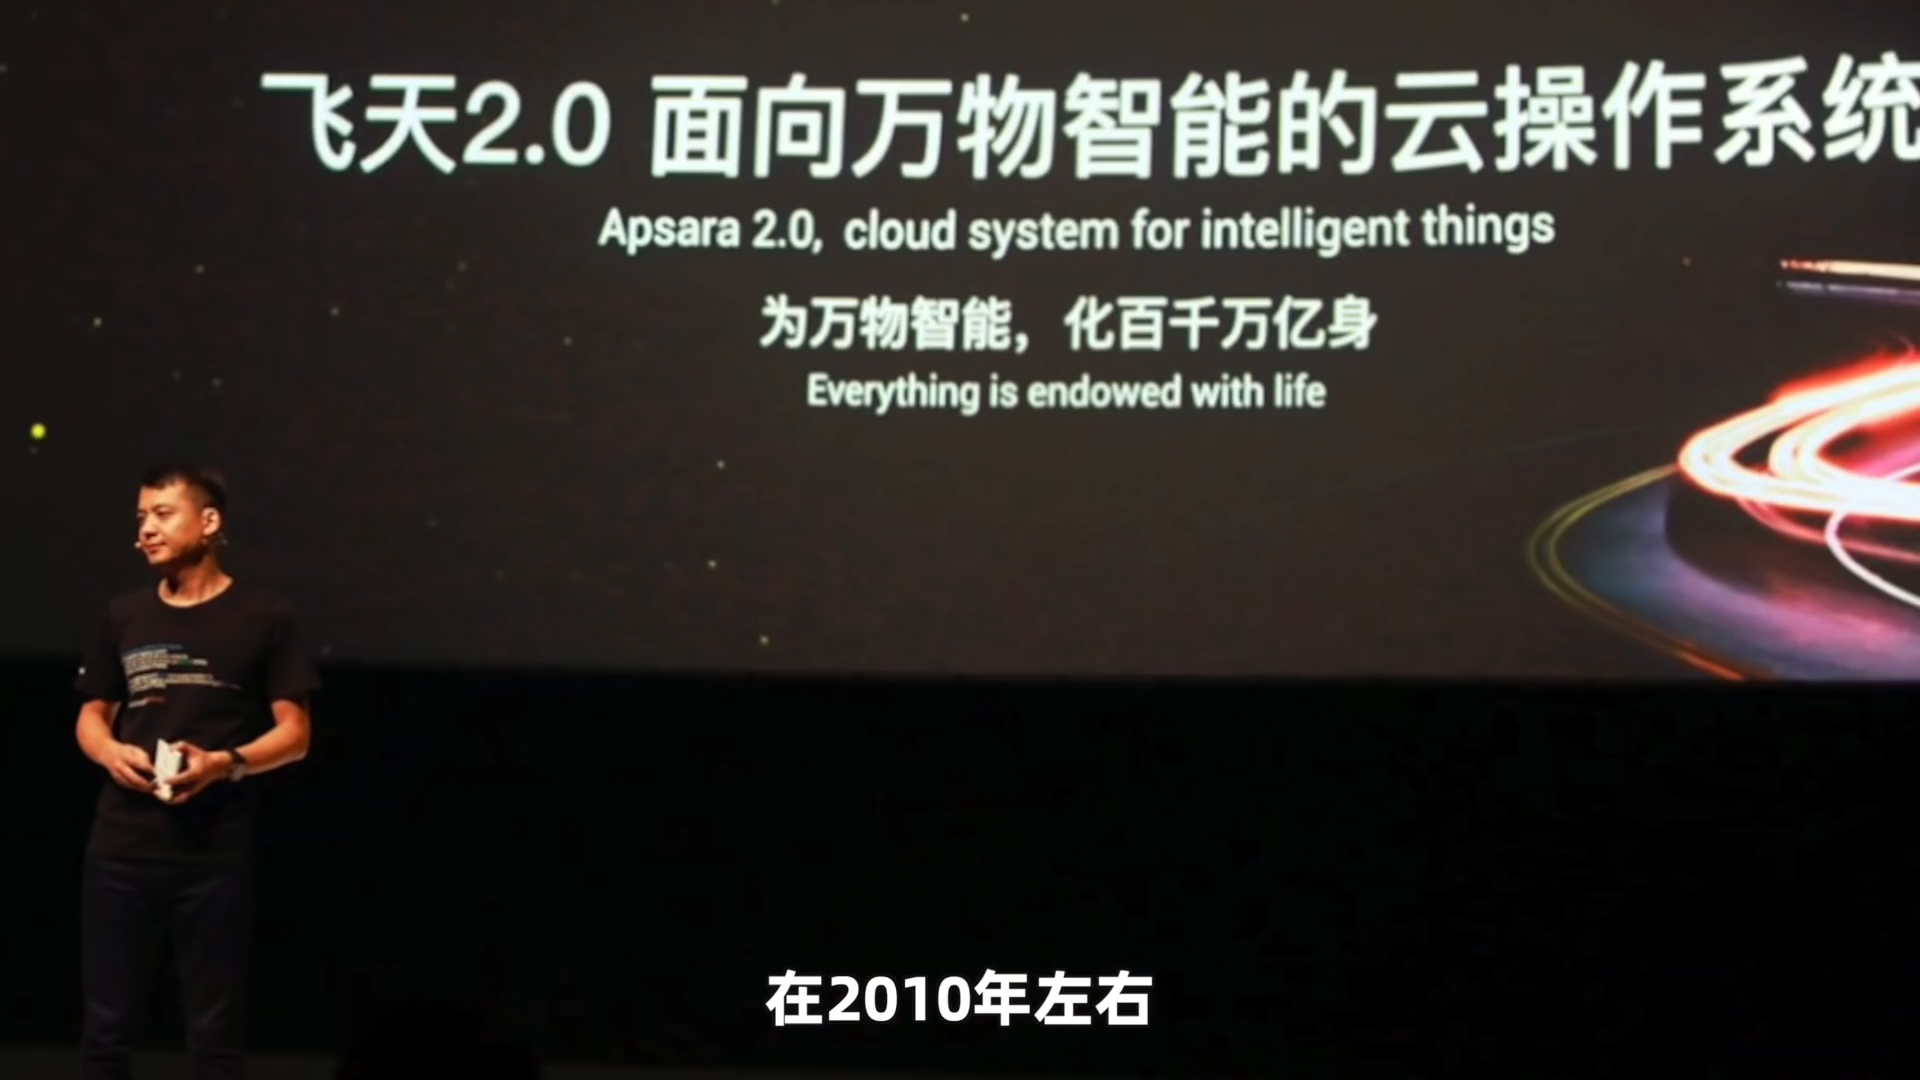 飞天2.0 面向万物智能的云操作系统
Apsara 2.0, cloud system for intelligent things
为万物智能，化百千万亿身
Everything is endowed with life
在2010年左右